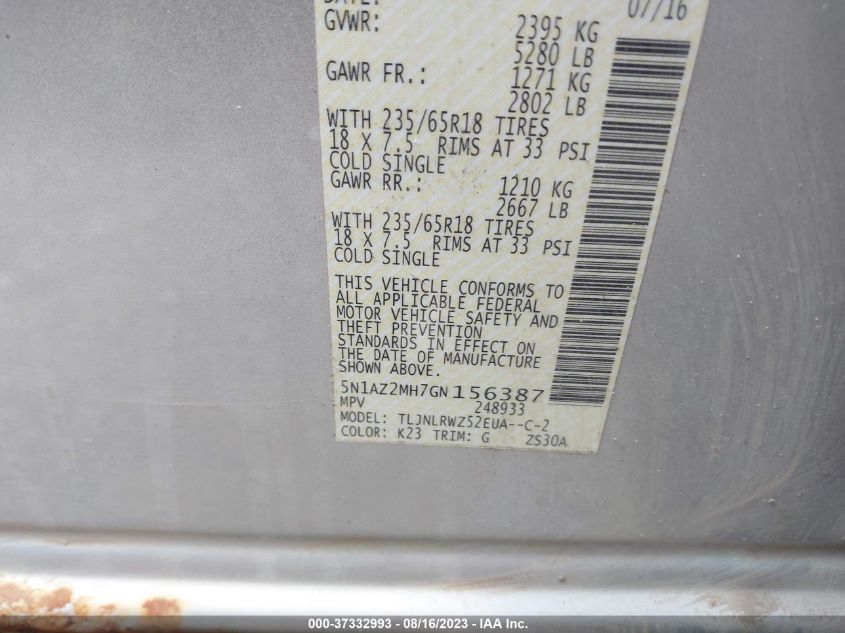 DATE: 07/16
GVWR: 2395 KG
5280 LB
GAWR FR.: 1271 KG
2802 LB
WITH 235/65R18 TIRES
18 X 7.5 RIMS AT 33 PSI
COLD SINGLE
GAWR RR.: 1210 KG
2667 LB
WITH 235/65R18 TIRES
18 X 7.5 RIMS AT 33 PSI
COLD SINGLE
THIS VEHICLE CONFORMS TO
ALL APPLICABLE FEDERAL
MOTOR VEHICLE SAFETY AND
THEFT PREVENTION
STANDARDS IN EFFECT ON
THE DATE OF MANUFACTURE
SHOWN ABOVE.
5N1AZ2MH7GN156387
MPV 248933
MODEL: TLJNLRWZ52EUA--C-2
COLOR: K23 TRIM: G ZS30A
000-37332993 - 08/16/2023 - IAA Inc.